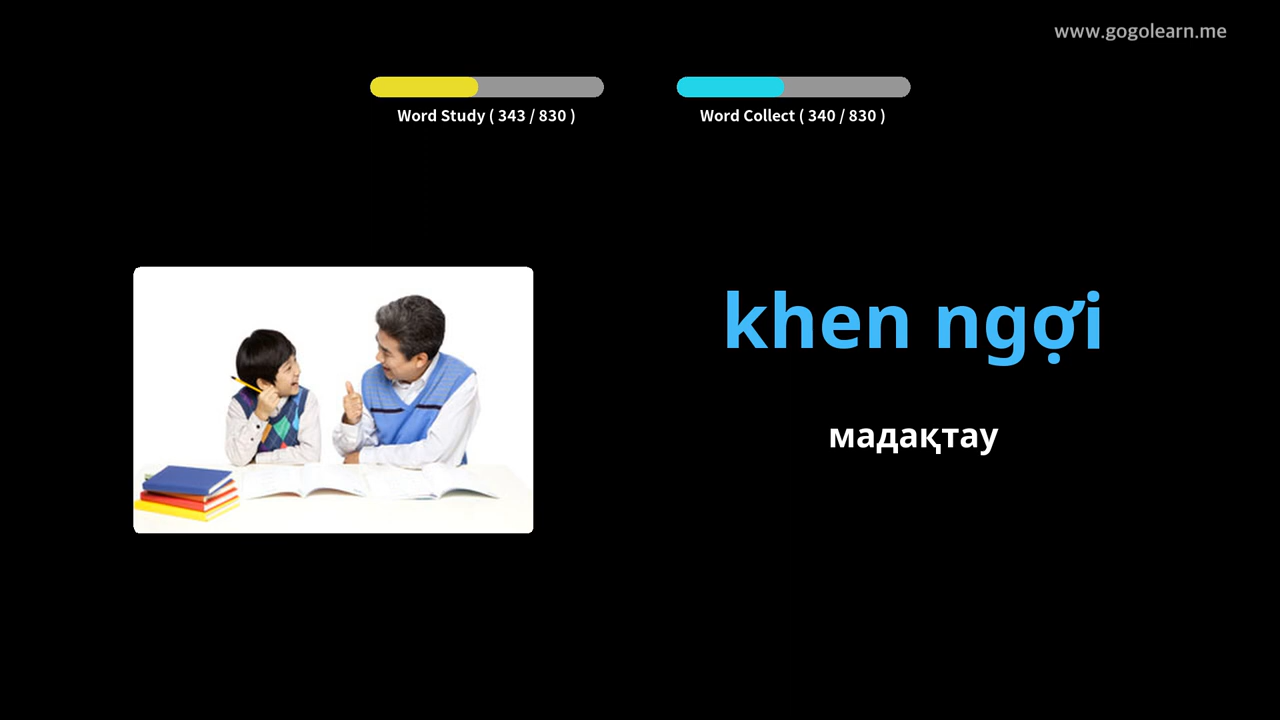 www.gogolearn.me
Word Study ( 343 / 830 )
Word Collect ( 340 / 830 )
khen ngợi
мадақтау